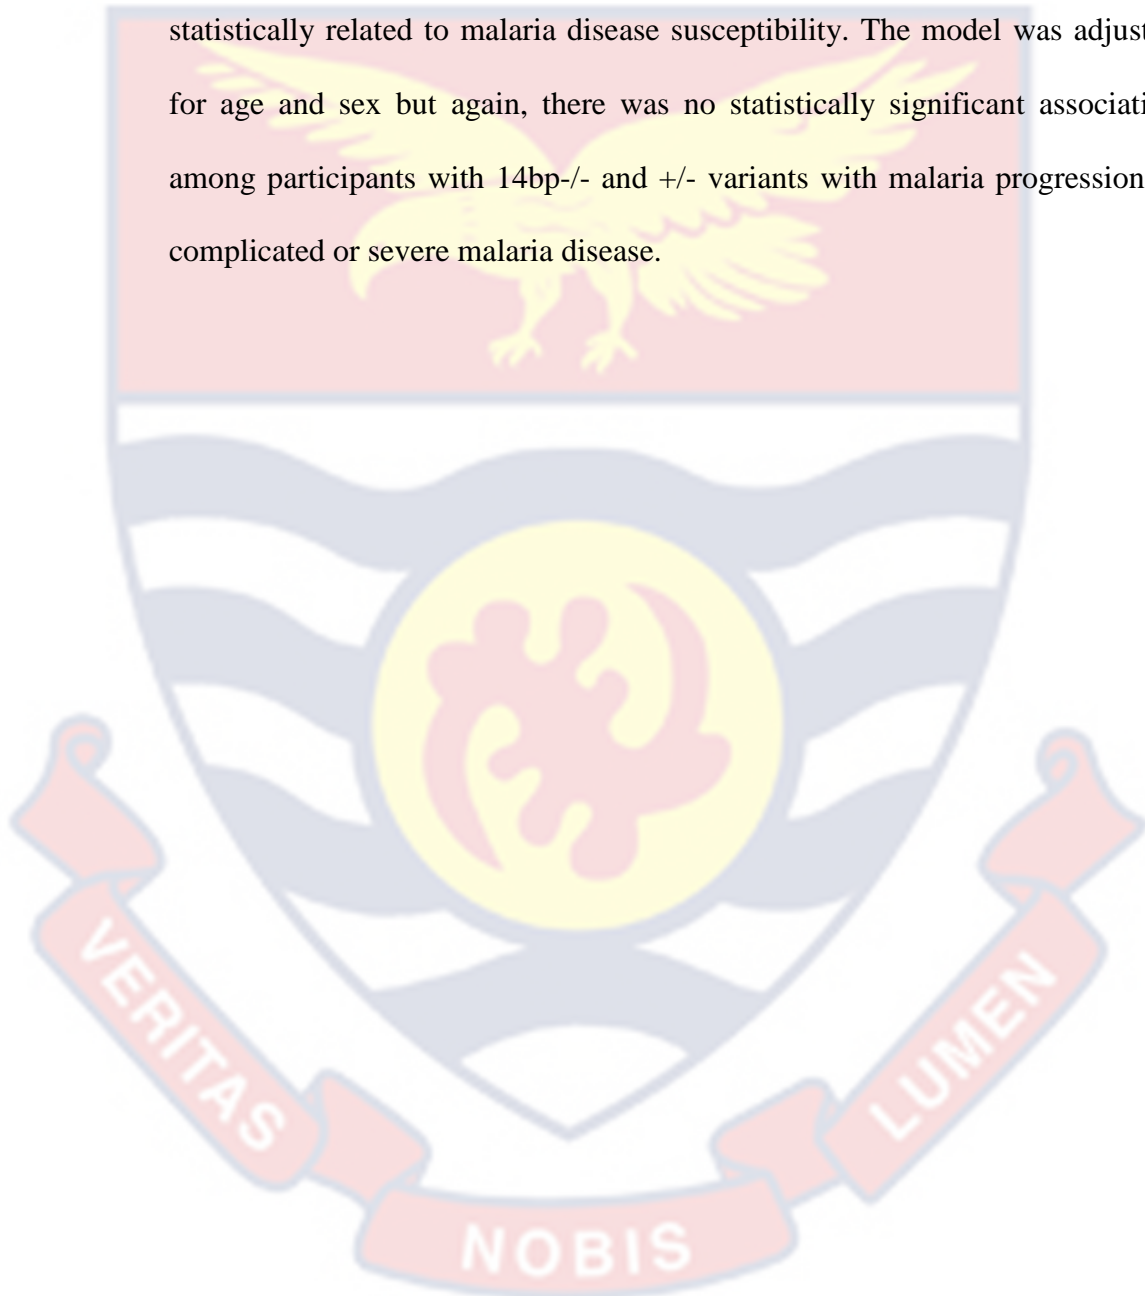 statistically related to malaria disease susceptibility. The model was adjust
for age and sex but again, there was no statistically significant associati
among participants with 14bp-/- and +/- variants with malaria progression
complicated or severe malaria disease.
VERITAS
NOBIS
LUMEN